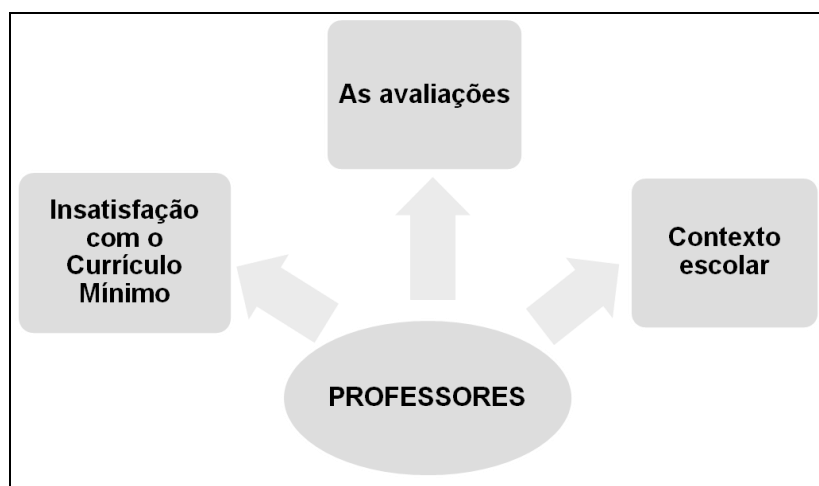 As avaliações
Insatisfação
com o
Currículo
Mínimo
Contexto
escolar
PROFESSORES